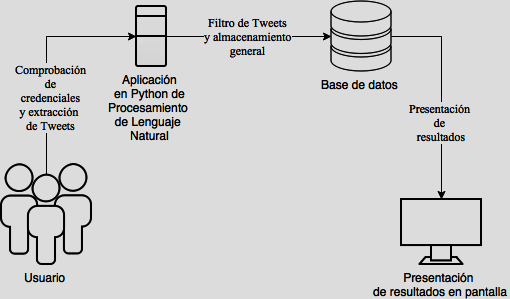 Filtro de Tweets
y almacenamiento
general
Comprobación
de
credenciales
y extracción
de Tweets
Aplicación
en Python de
Procesamiento
de Lenguaje
Natural
Base de datos
Presentación
de
resultados
Usuario
Presentación
de resultados en pantalla